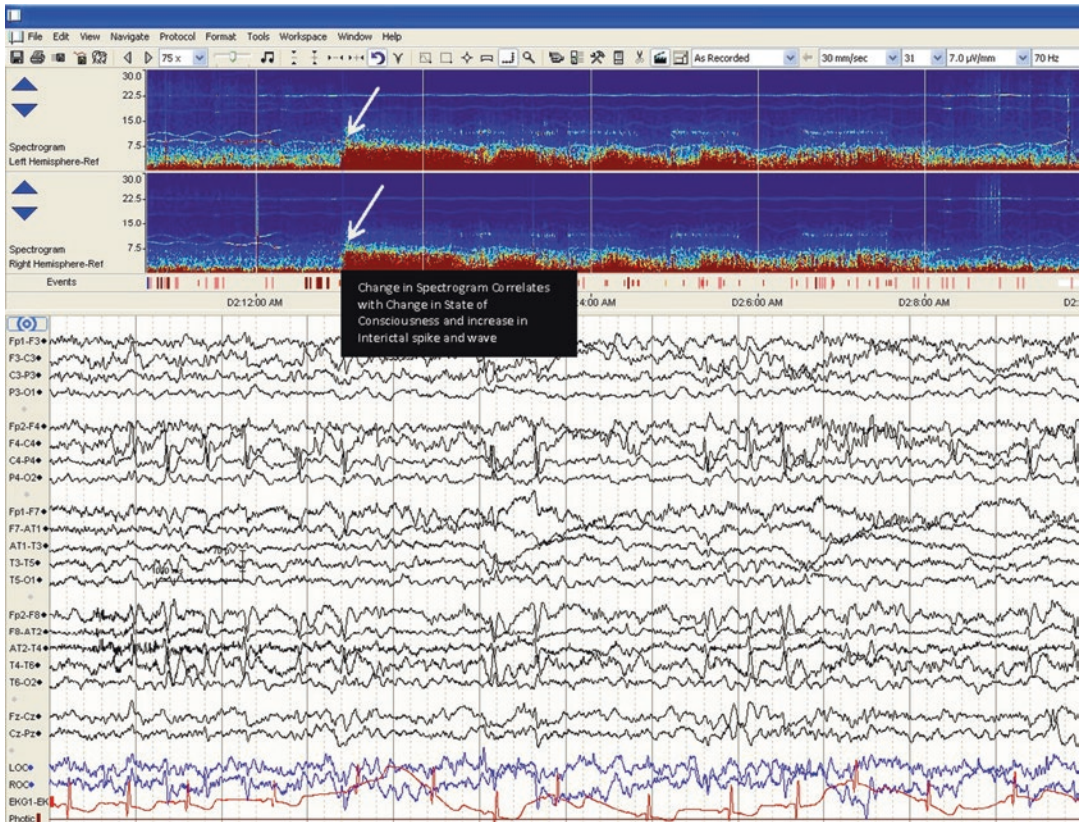 File Edit View Navigate Protocol Format Tools Workspace Window Help
75 x As Recorded 30 mm/sec 31 7.0 µV/mm 70 Hz
30.0
22.5
15.0
7.5
Spectrogram
Left Hemisphere-Ref
30.0
22.5
15.0
7.5
Spectrogram
Right Hemisphere-Ref
Events
D2:12:00 AM 24:00 AM D2:6:00 AM D2:8:00 AM D2:
Change in Spectrogram Correlates
with Change in State of
Consciousness and increase in
Interictal spike and wave
Fp1-F3
F3-C3
C3-P3
P3-O1
Fp2-F4
F4-C4
C4-P4
P4-O2
Fp1-F7
F7-AT1
AT1-T3
T3-T5
T5-O1
Fp2-F8
F8-AT2
AT2-T4
T4-T6
T6-O2
Fz-Cz
Cz-Pz
LOC
ROC
EKG1-EK
Photic